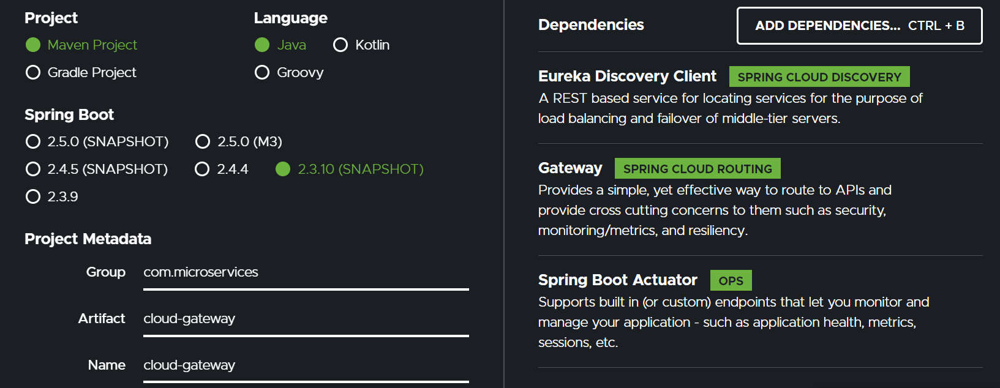 Project
Maven Project
Gradle Project
Language
Java Kotlin
Groovy
Spring Boot
2.5.0 (SNAPSHOT) 2.5.0 (M3)
2.4.5 (SNAPSHOT) 2.4.4 2.3.10 (SNAPSHOT)
2.3.9
Project Metadata
Group com.microservices
Artifact cloud-gateway
Name cloud-gateway
Dependencies ADD DEPENDENCIES... CTRL + B
Eureka Discovery Client SPRING CLOUD DISCOVERY
A REST based service for locating services for the purpose of
load balancing and failover of middle-tier servers.
Gateway SPRING CLOUD ROUTING
Provides a simple, yet effective way to route to APIs and
provide cross cutting concerns to them such as security,
monitoring/metrics, and resiliency.
Spring Boot Actuator OPS
Supports built in (or custom) endpoints that let you monitor and
manage your application - such as application health, metrics,
sessions, etc.